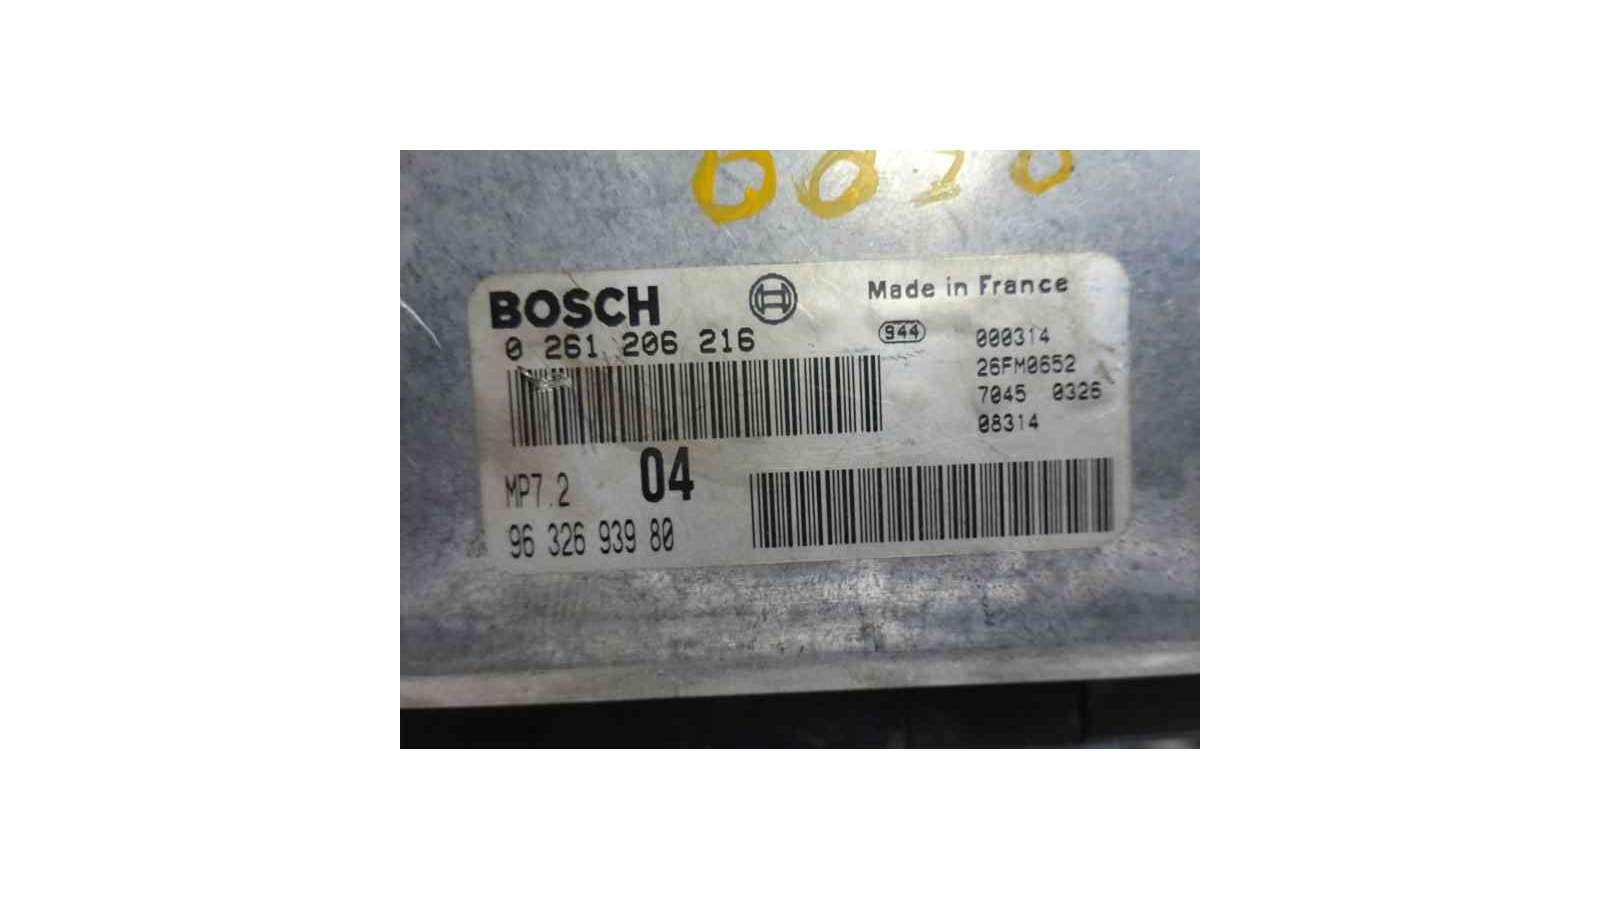 BOSCH
Made in France
0 261 206 216
944
000314
26FM0652
7045 0326
08314
MP7.2 04
96 326 939 80